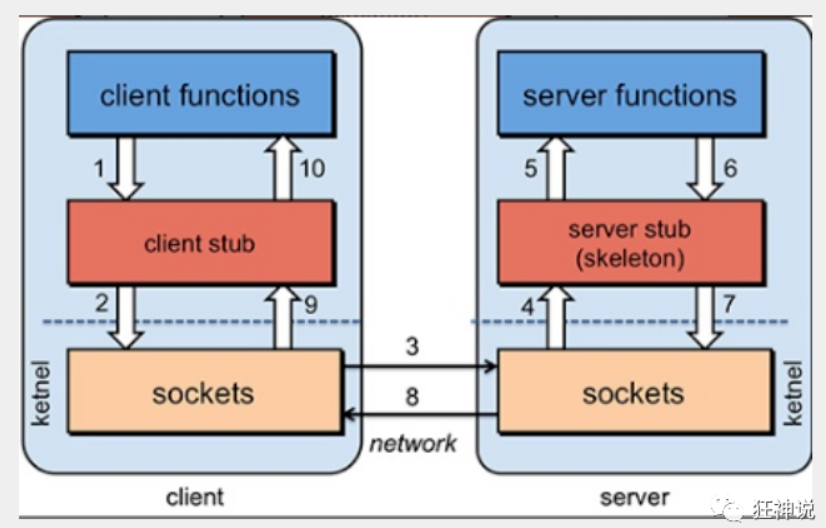 client functions
server functions
1
10
5
6
client stub
server stub
(skeleton)
2
9
4
7
ketnel
sockets
3
8
network
sockets
ketnel
client
server
狂神说